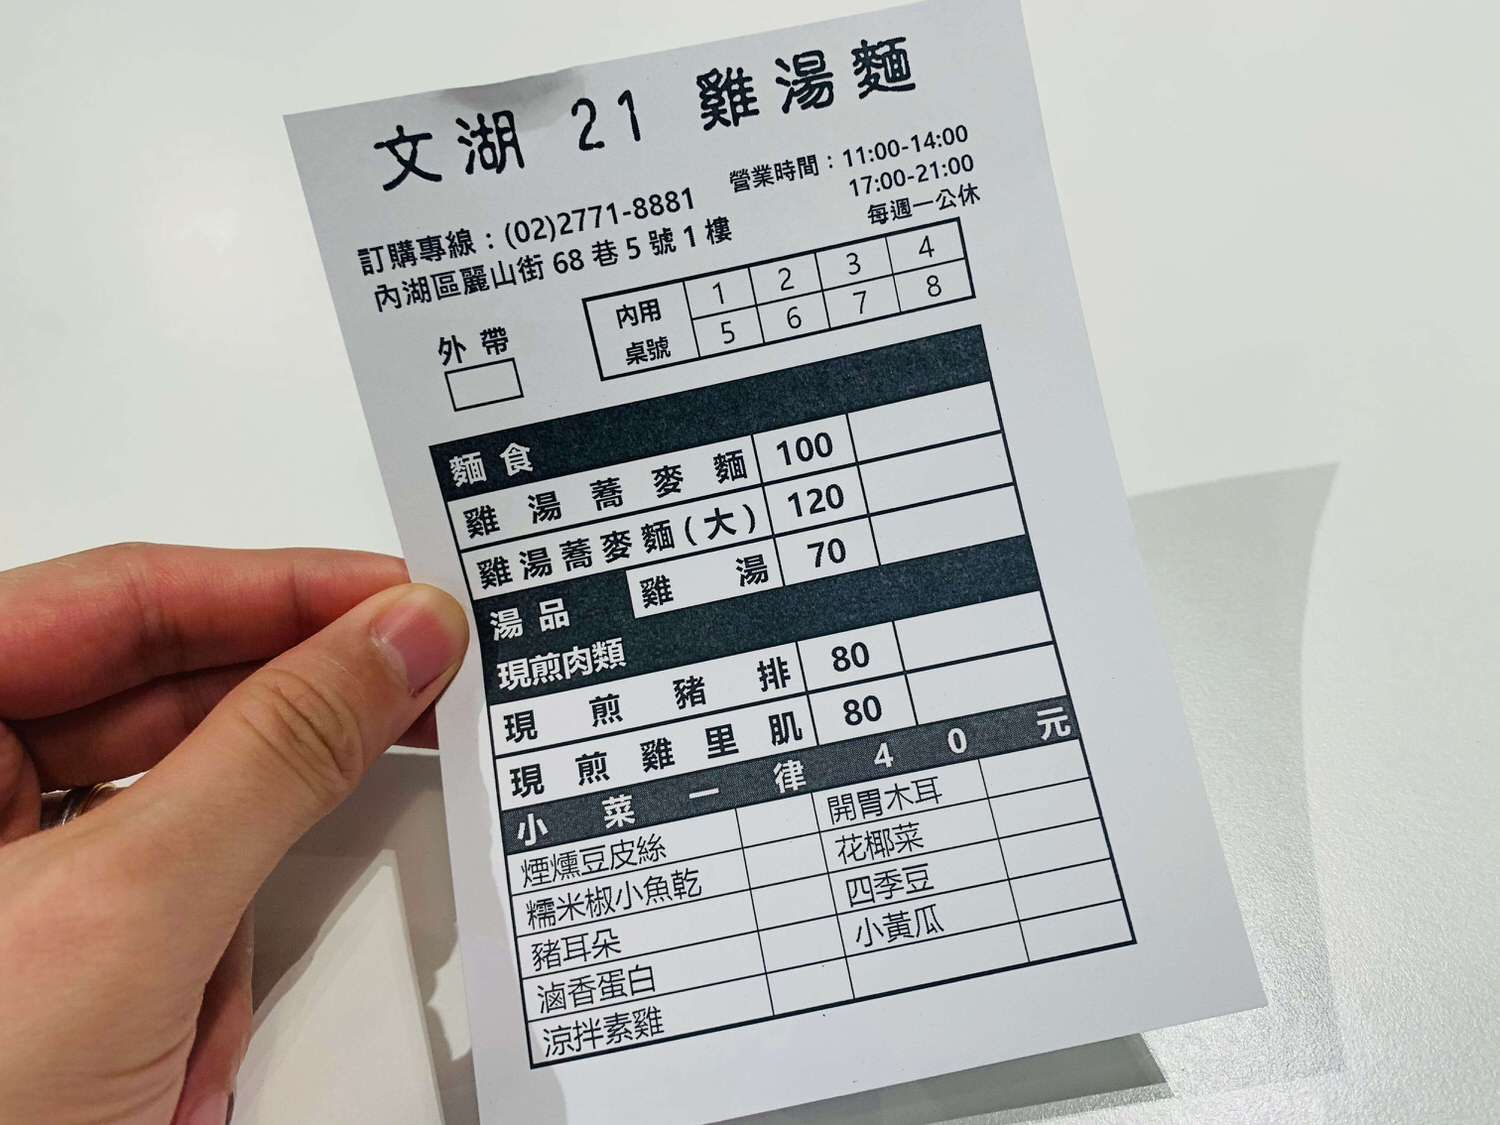 文湖 21 雞湯麵
訂購專線：(02)2771-8881
營業時間：11:00-14:00
17:00-21:00
每週一公休
內湖區麗山街 68 巷 5 號 1 樓
外帶
內用桌號
1 2 3 4
5 6 7 8
麵食
雞湯蕎麥麵 100
雞湯蕎麥麵(大) 120
湯品 雞湯 70
現煎肉類
現煎豬排 80
現煎雞里肌 80
小菜一律40元
煙燻豆皮絲 開胃木耳
糯米椒小魚乾 花椰菜
豬耳朵 四季豆
滷香蛋白 小黃瓜
涼拌素雞